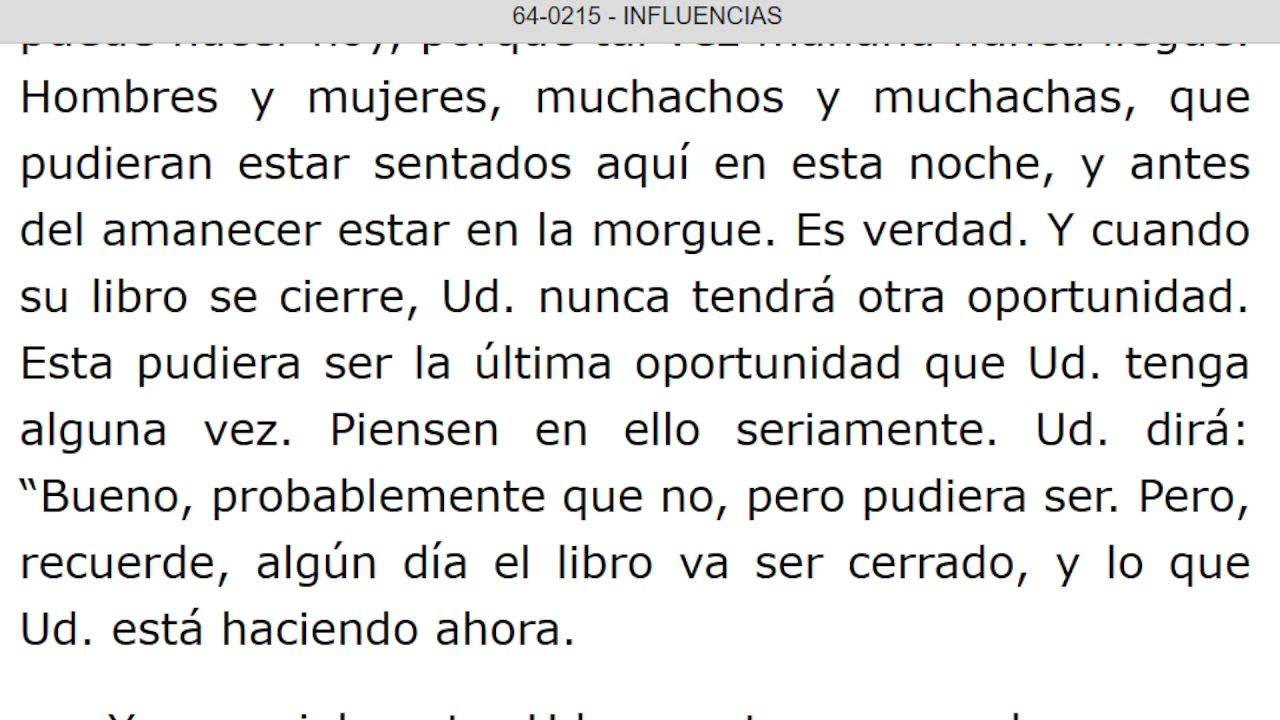 64-0215 - INFLUENCIAS
Hombres y mujeres, muchachos y muchachas, que
pudieran estar sentados aquí en esta noche, y antes
del amanecer estar en la morgue. Es verdad. Y cuando
su libro se cierre, Ud. nunca tendrá otra oportunidad.
Esta pudiera ser la última oportunidad que Ud. tenga
alguna vez. Piensen en ello seriamente. Ud. dirá:
“Bueno, probablemente que no, pero pudiera ser. Pero,
recuerde, algún día el libro va ser cerrado, y lo que
Ud. está haciendo ahora.